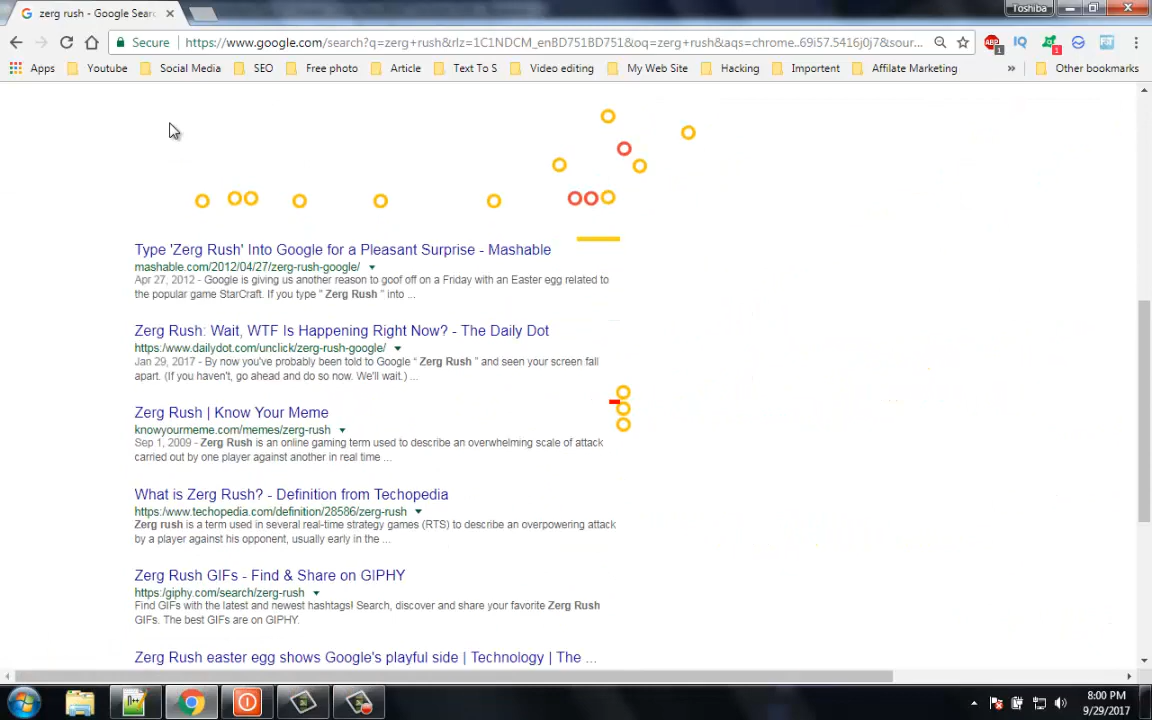 zerg rush - Google Sear
Toshiba
Secure
https://www.google.com/search?q=zerg+rush&rlz=1C1NDCM_enBD751BD751&oq=zerg+rush&aqs=chrome..69i57.5416j0j7&sour...
1
IQ
1
Apps
Youtube
Social Media
SEO
Free photo
Article
Text To S
Video editing
My Web Site
Hacking
Importent
Affilate Marketing
»
Other bookmarks
Type 'Zerg Rush' Into Google for a Pleasant Surprise - Mashable
mashable.com/2012/04/27/zerg-rush-google/
Apr 27, 2012 - Google is giving us another reason to goof off on a Friday with an Easter egg related to
the popular game StarCraft. If you type " Zerg Rush " into ...
Zerg Rush: Wait, WTF Is Happening Right Now? - The Daily Dot
https:/www.dailydot.com/unclick/zerg-rush-google/
Jan 29, 2017 - By now you've probably been told to Google “ Zerg Rush ” and seen your screen fall
apart. (If you haven't, go ahead and do so now. We'll wait.) ...
Zerg Rush | Know Your Meme
knowyourmeme.com/memes/zerg-rush
Sep 1, 2009 - Zerg Rush is an online gaming term used to describe an overwhelming scale of attack
carried out by one player against another in real time ...
What is Zerg Rush? - Definition from Techopedia
https:/www.techopedia.com/definition/28586/zerg-rush
Zerg rush is a term used in several real-time strategy games (RTS) to describe an overpowering attack
by a player against his opponent, usually early in the ...
Zerg Rush GIFs - Find & Share on GIPHY
https:/giphy.com/search/zerg-rush
Find GIFs with the latest and newest hashtags! Search, discover and share your favorite Zerg Rush
GIFs. The best GIFs are on GIPHY.
Zerg Rush easter egg shows Google's playful side | Technology | The ...
8:00 PM
9/29/2017